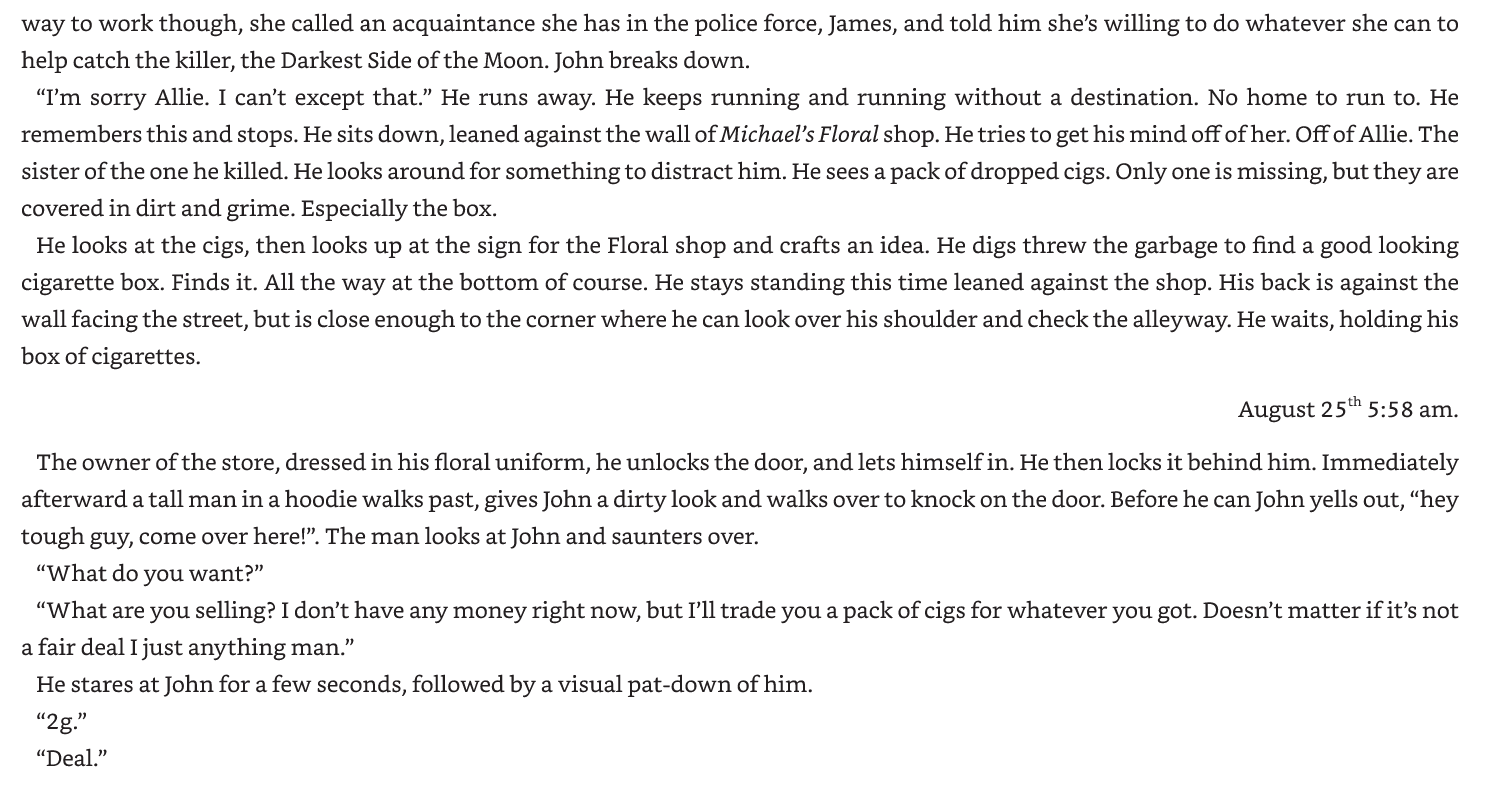 way to work though, she called an acquaintance she has in the police force, James, and told him she’s willing to do whatever she can to
help catch the killer, the Darkest Side of the Moon. John breaks down.
“I’m sorry Allie. I can’t except that.” He runs away. He keeps running and running without a destination. No home to run to. He
remembers this and stops. He sits down, leaned against the wall of Michael’s Floral shop. He tries to get his mind off of her. Off of Allie. The
sister of the one he killed. He looks around for something to distract him. He sees a pack of dropped cigs. Only one is missing, but they are
covered in dirt and grime. Especially the box.
He looks at the cigs, then looks up at the sign for the Floral shop and crafts an idea. He digs threw the garbage to find a good looking
cigarette box. Finds it. All the way at the bottom of course. He stays standing this time leaned against the shop. His back is against the
wall facing the street, but is close enough to the corner where he can look over his shoulder and check the alleyway. He waits, holding his
box of cigarettes.
August 25th 5:58 am.
The owner of the store, dressed in his floral uniform, he unlocks the door, and lets himself in. He then locks it behind him. Immediately
afterward a tall man in a hoodie walks past, gives John a dirty look and walks over to knock on the door. Before he can John yells out, “hey
tough guy, come over here!”. The man looks at John and saunters over.
“What do you want?”
“What are you selling? I don’t have any money right now, but I’ll trade you a pack of cigs for whatever you got. Doesn’t matter if it’s not
a fair deal I just anything man.”
He stares at John for a few seconds, followed by a visual pat-down of him.
“2g.”
“Deal.”